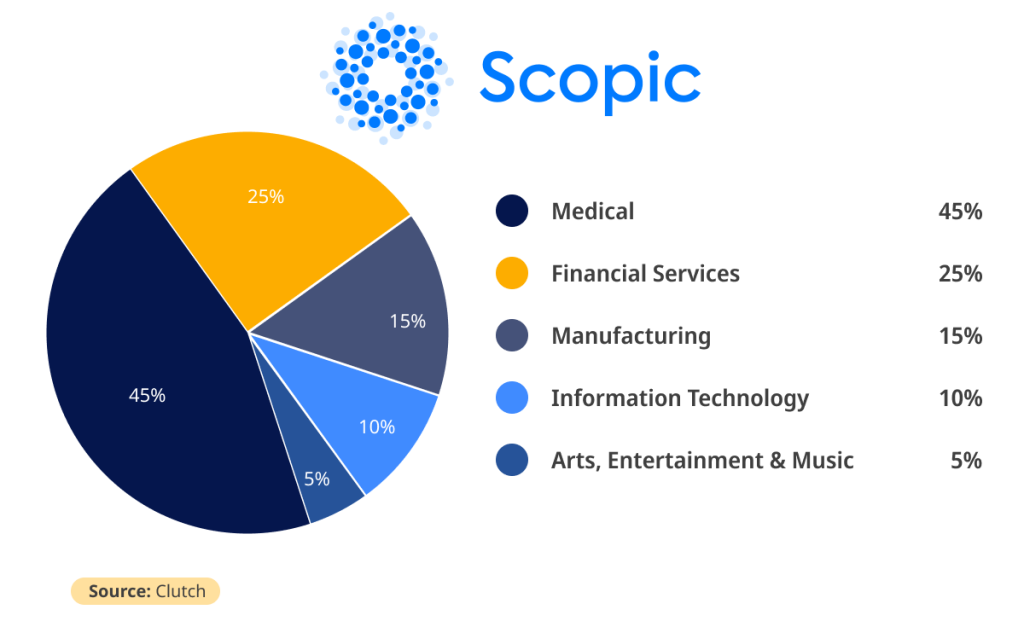 Scopic
25%
15%
45%
10%
5%
Medical 45%
Financial Services 25%
Manufacturing 15%
Information Technology 10%
Arts, Entertainment & Music 5%
Source: Clutch